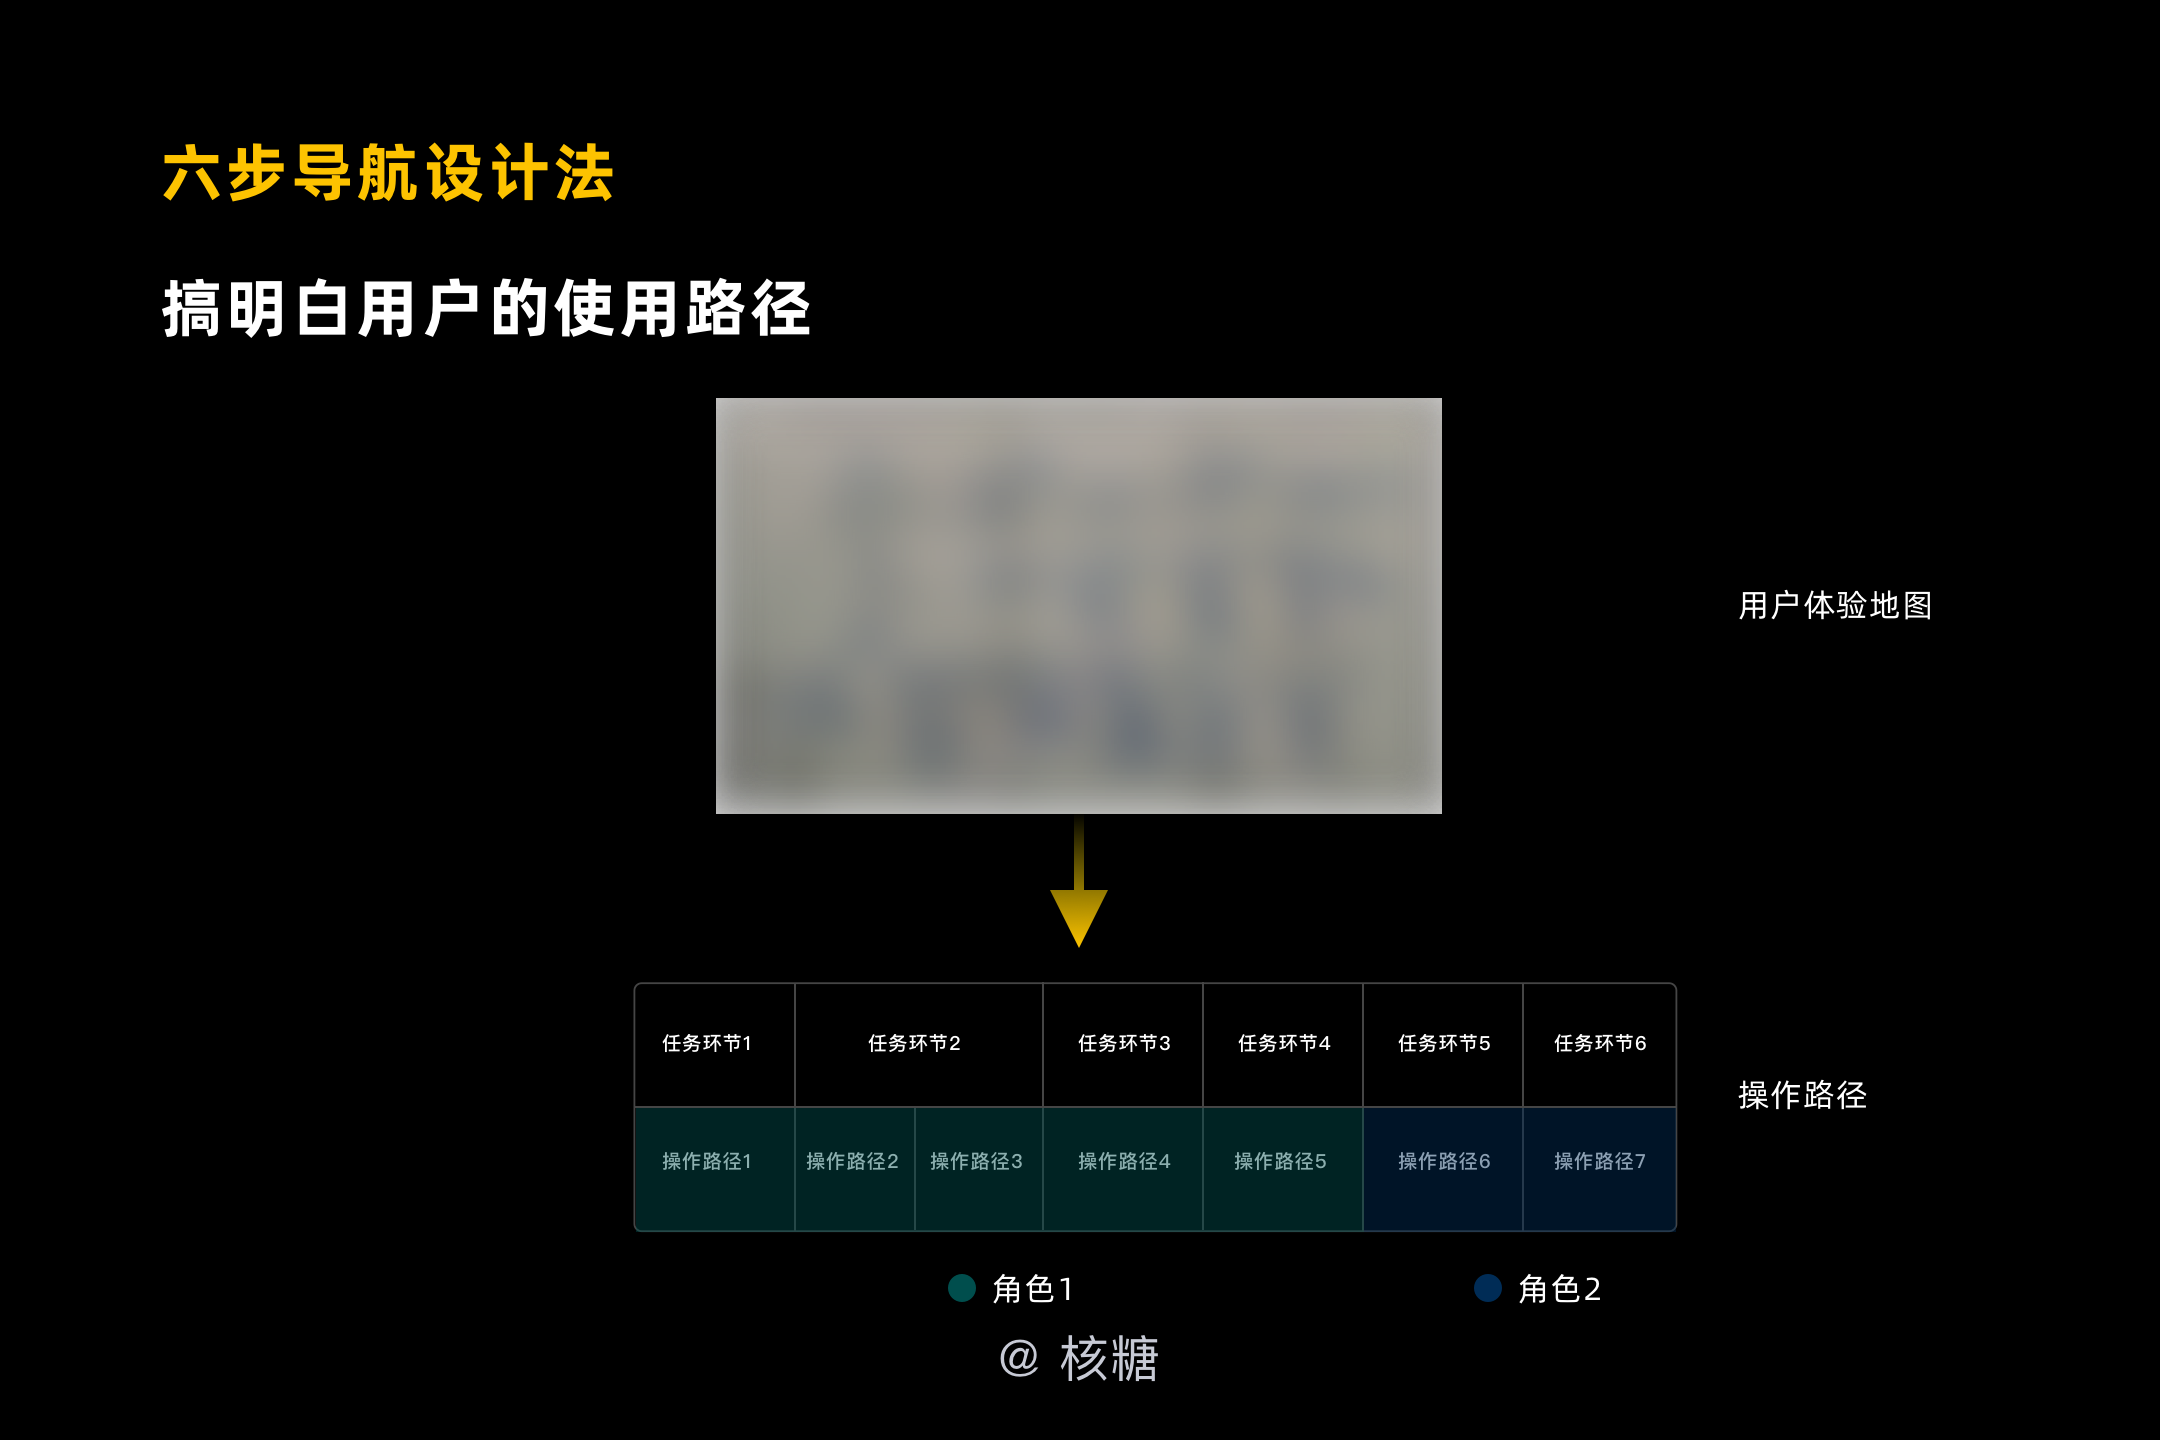 六步导航设计法
搞明白用户的使用路径
用户体验地图
任务环节1 任务环节2 任务环节3 任务环节4 任务环节5 任务环节6
操作路径
操作路径1 操作路径2 操作路径3 操作路径4 操作路径5 操作路径6 操作路径7
角色1 角色2
@ 核糖